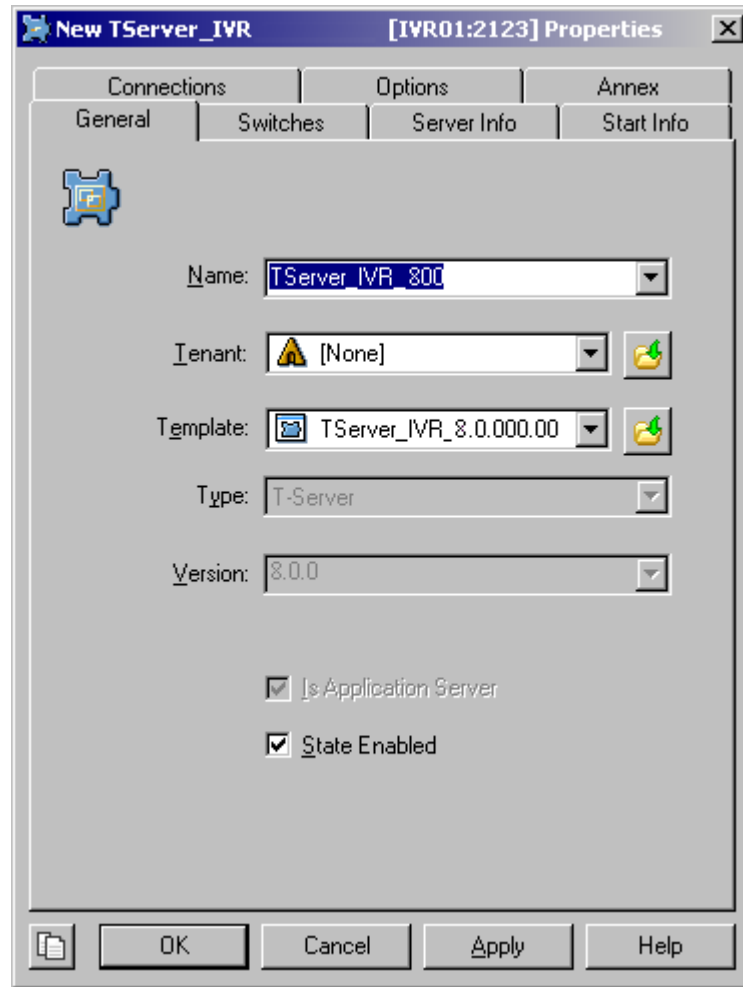 New TServer_IVR [IVR01:2123] Properties
Connections Options Annex
General Switches Server Info Start Info
Name: TServer_IVR_800
Tenant: [None]
Template: TServer_IVR_8.0.000.00
Type: T-Server
Version: 8.0.0
Is Application Server
State Enabled
OK Cancel Apply Help